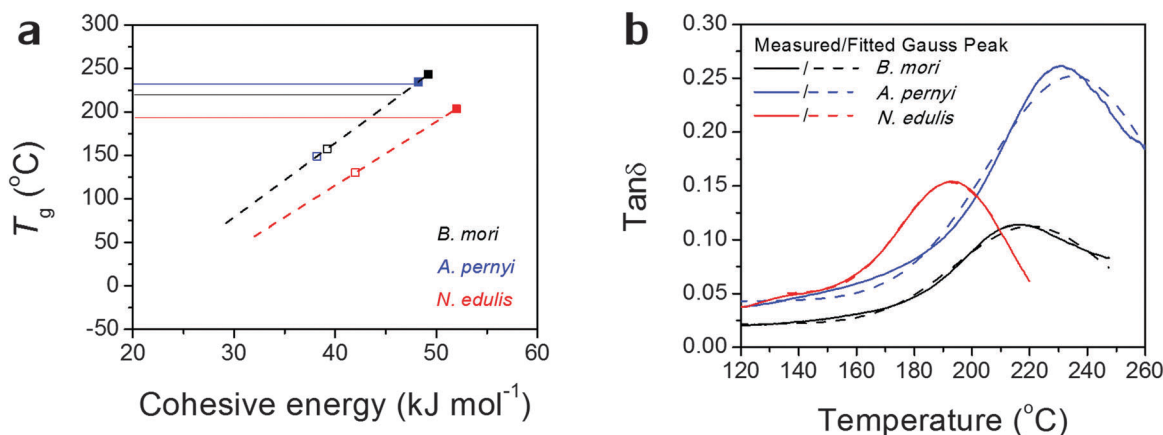 a
300
250
200
150
100
50
0
-50
20 30 40 50 60
T_g (°C)
Cohesive energy (kJ mol⁻¹)
B. mori
A. pernyi
N. edulis
b
0.30
0.25
0.20
0.15
0.10
0.05
0.00
120 140 160 180 200 220 240 260
Tanδ
Temperature (°C)
Measured/Fitted Gauss Peak
/ B. mori
/ A. pernyi
/ N. edulis